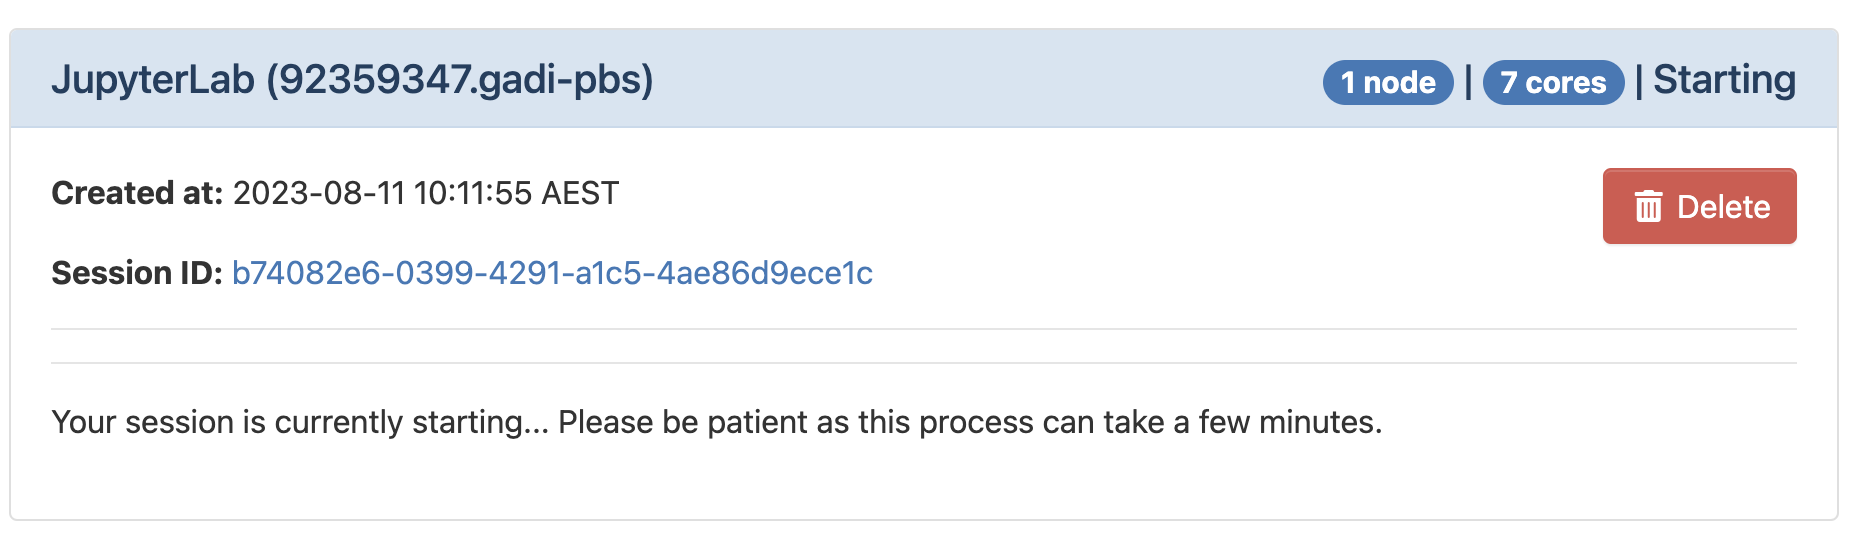 JupyterLab (92359347.gadi-pbs) 1 node | 7 cores | Starting
Created at: 2023-08-11 10:11:55 AEST
Delete
Session ID: b74082e6-0399-4291-a1c5-4ae86d9ece1c
Your session is currently starting... Please be patient as this process can take a few minutes.